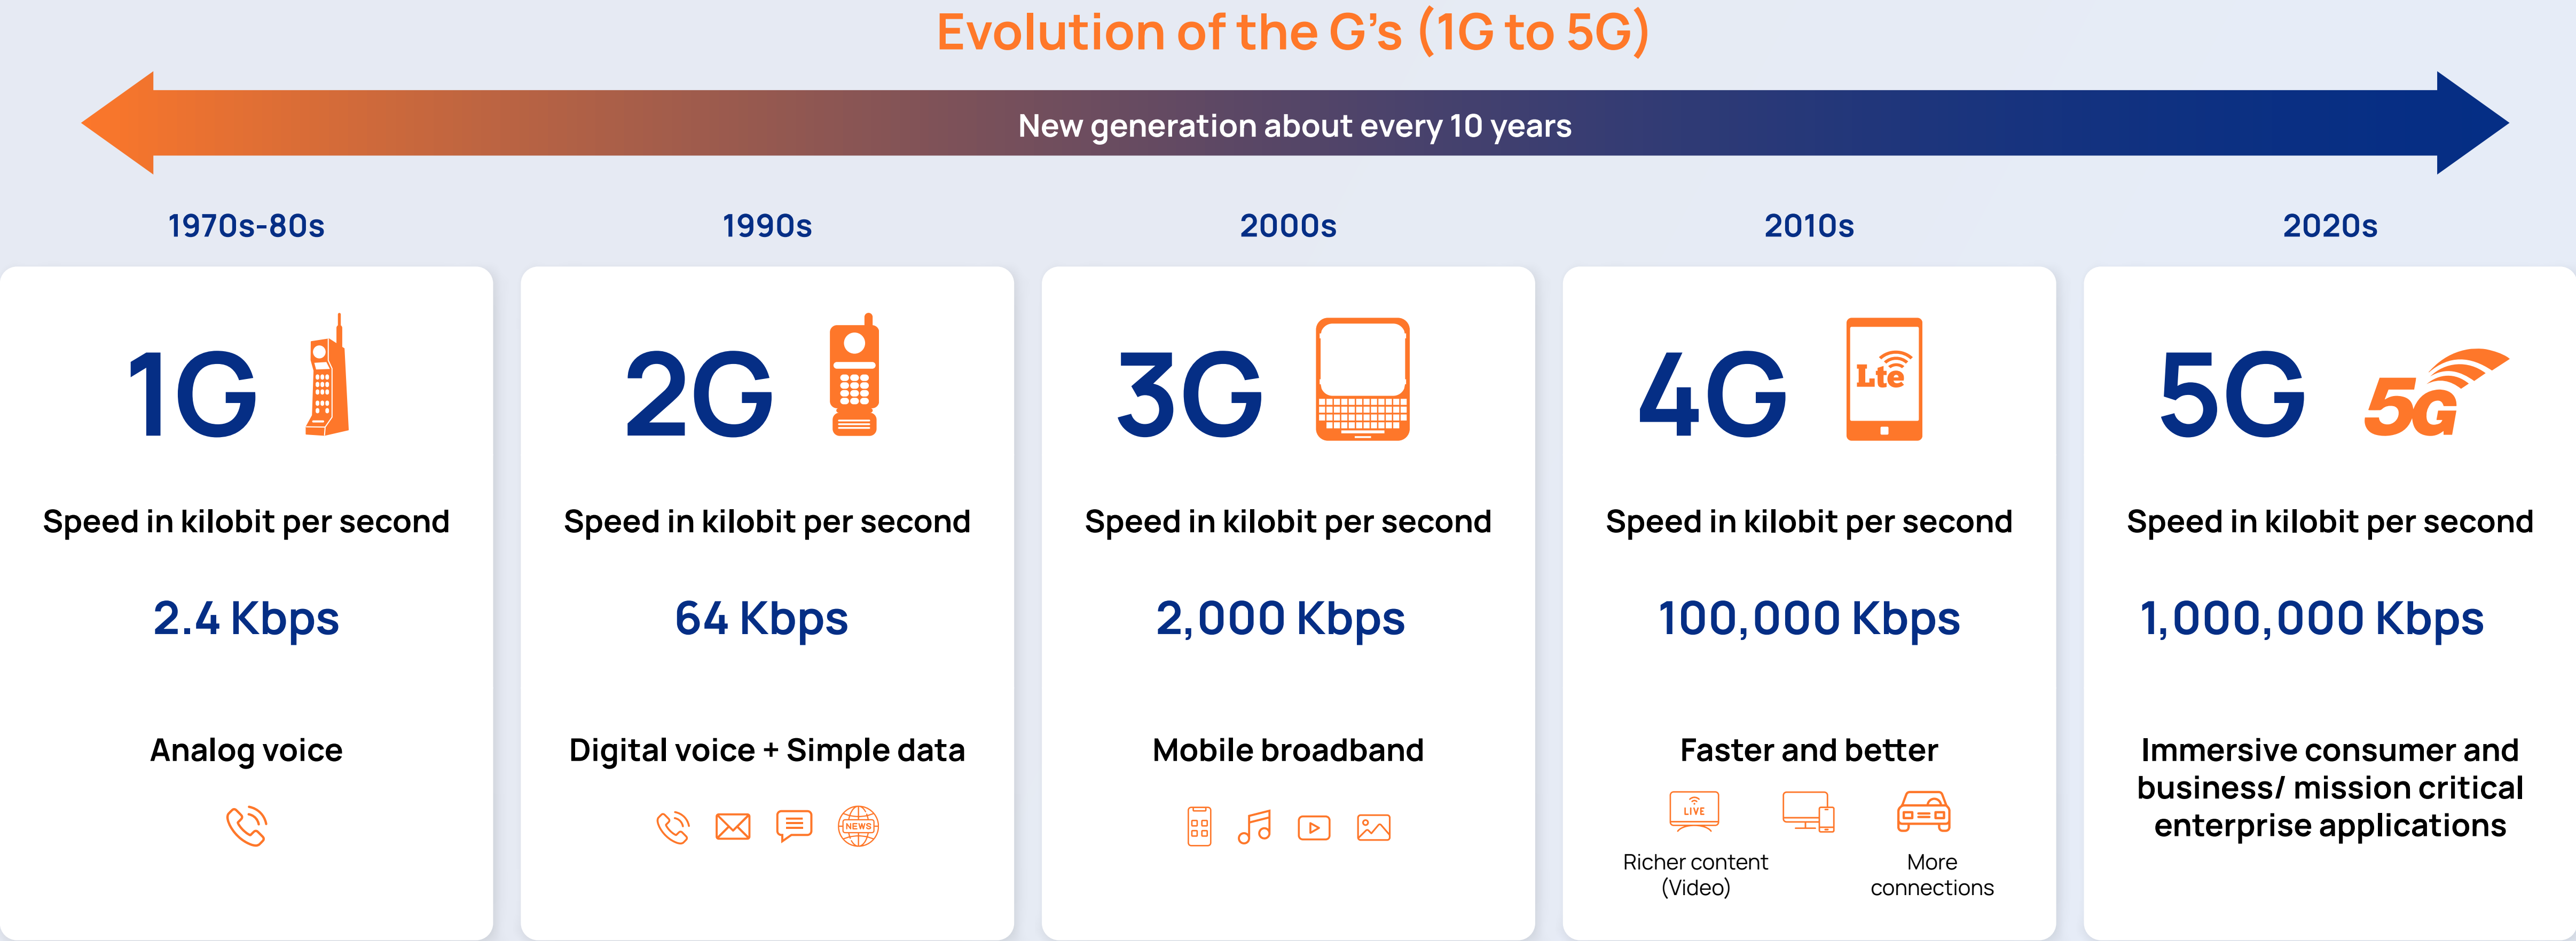 Evolution of the G's (1G to 5G)
New generation about every 10 years
1970s-80s
1990s
2000s
2010s
2020s
1G
2G
3G
4G
Lte
5G
5G
Speed in kilobit per second
Speed in kilobit per second
Speed in kilobit per second
Speed in kilobit per second
Speed in kilobit per second
2.4 Kbps
64 Kbps
2,000 Kbps
100,000 Kbps
1,000,000 Kbps
Analog voice
Digital voice + Simple data
NEWS
Mobile broadband
Faster and better
LIVE
Richer content
(Video)
More
connections
Immersive consumer and
business/ mission critical
enterprise applications